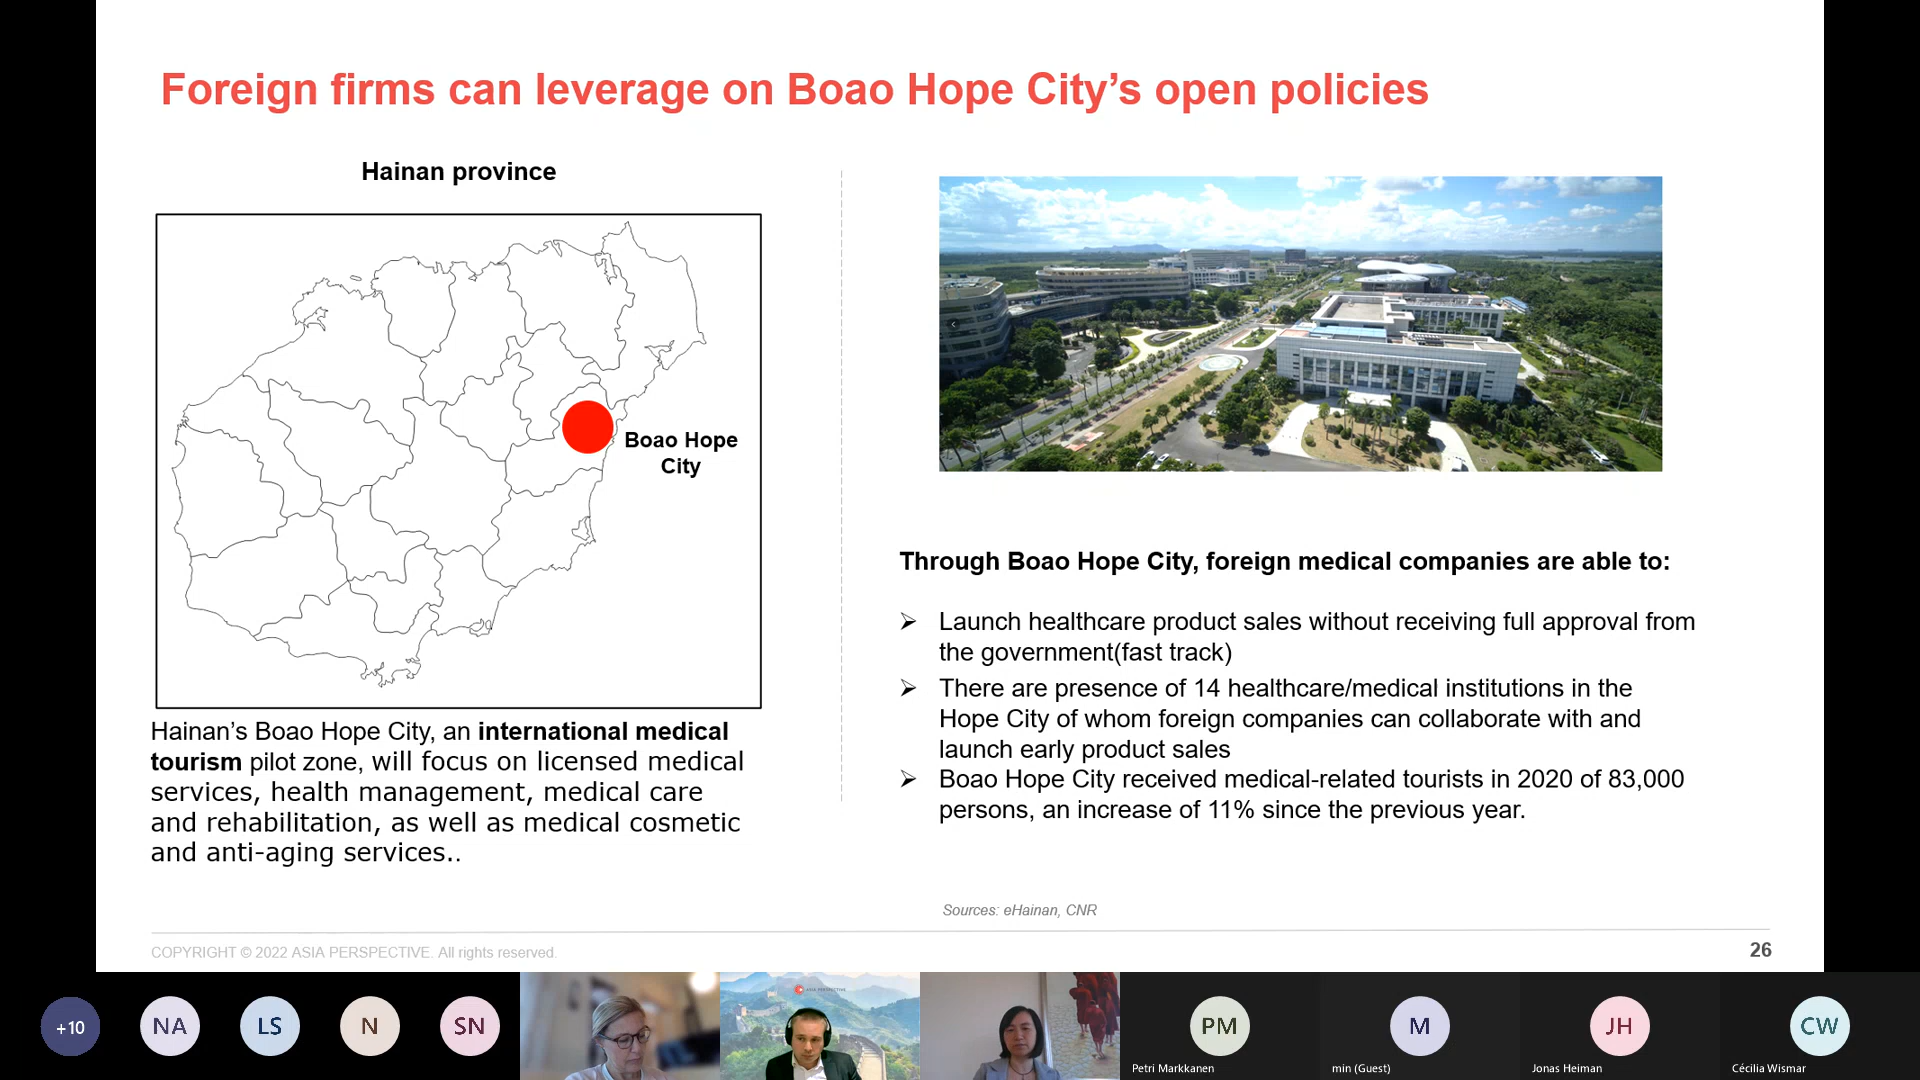 Foreign firms can leverage on Boao Hope City’s open policies
Hainan province
Boao Hope
City
Hainan’s Boao Hope City, an international medical
tourism pilot zone, will focus on licensed medical
services, health management, medical care
and rehabilitation, as well as medical cosmetic
and anti-aging services..
Through Boao Hope City, foreign medical companies are able to:
➢ Launch healthcare product sales without receiving full approval from
the government(fast track)
➢ There are presence of 14 healthcare/medical institutions in the
Hope City of whom foreign companies can collaborate with and
launch early product sales
➢ Boao Hope City received medical-related tourists in 2020 of 83,000
persons, an increase of 11% since the previous year.
Sources: eHainan, CNR
COPYRIGHT © 2022 ASIA PERSPECTIVE. All rights reserved.
26
+10
NA
LS
N
SN
ASIA PERSPECTIVE
PM
Petri Markkanen
M
min (Guest)
JH
Jonas Heiman
CW
Cécilia Wismar